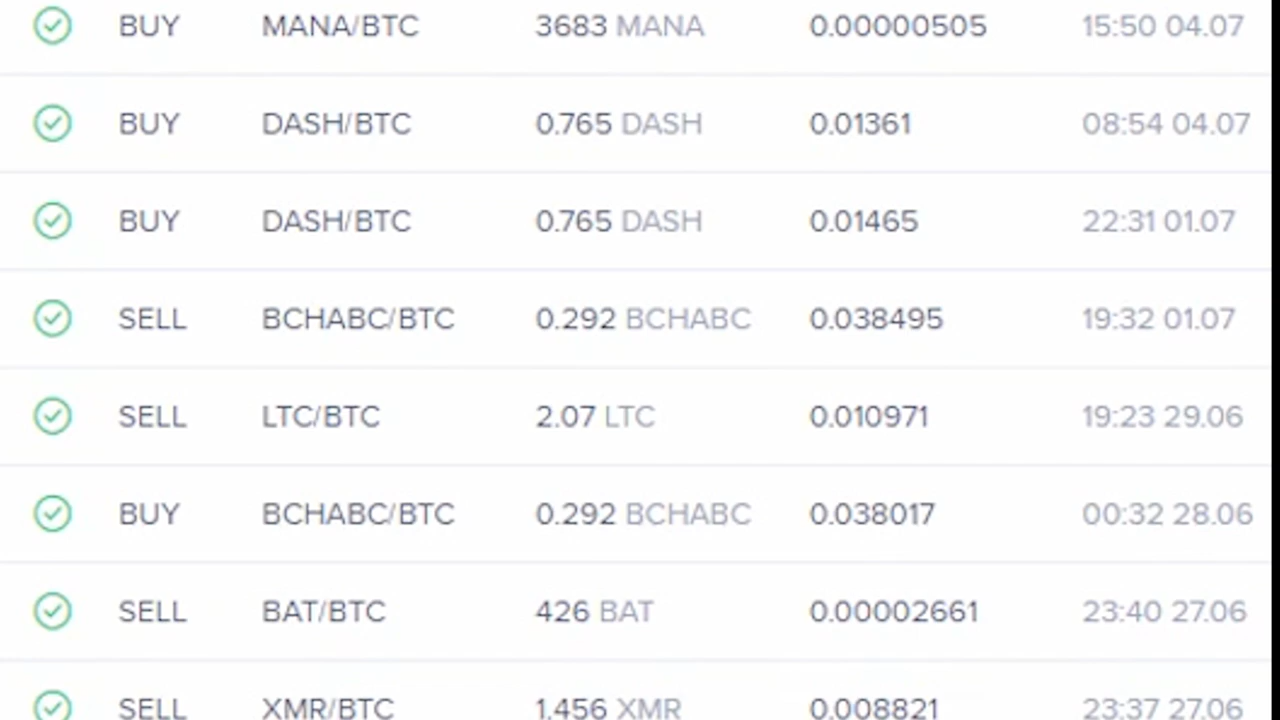 BUY MANA/BTC 3683 MANA 0.00000505 15:50 04.07
BUY DASH/BTC 0.765 DASH 0.01361 08:54 04.07
BUY DASH/BTC 0.765 DASH 0.01465 22:31 01.07
SELL BCHABC/BTC 0.292 BCHABC 0.038495 19:32 01.07
SELL LTC/BTC 2.07 LTC 0.010971 19:23 29.06
BUY BCHABC/BTC 0.292 BCHABC 0.038017 00:32 28.06
SELL BAT/BTC 426 BAT 0.00002661 23:40 27.06
SELL XMR/BTC 1.456 XMR 0.008821 23:37 27.06